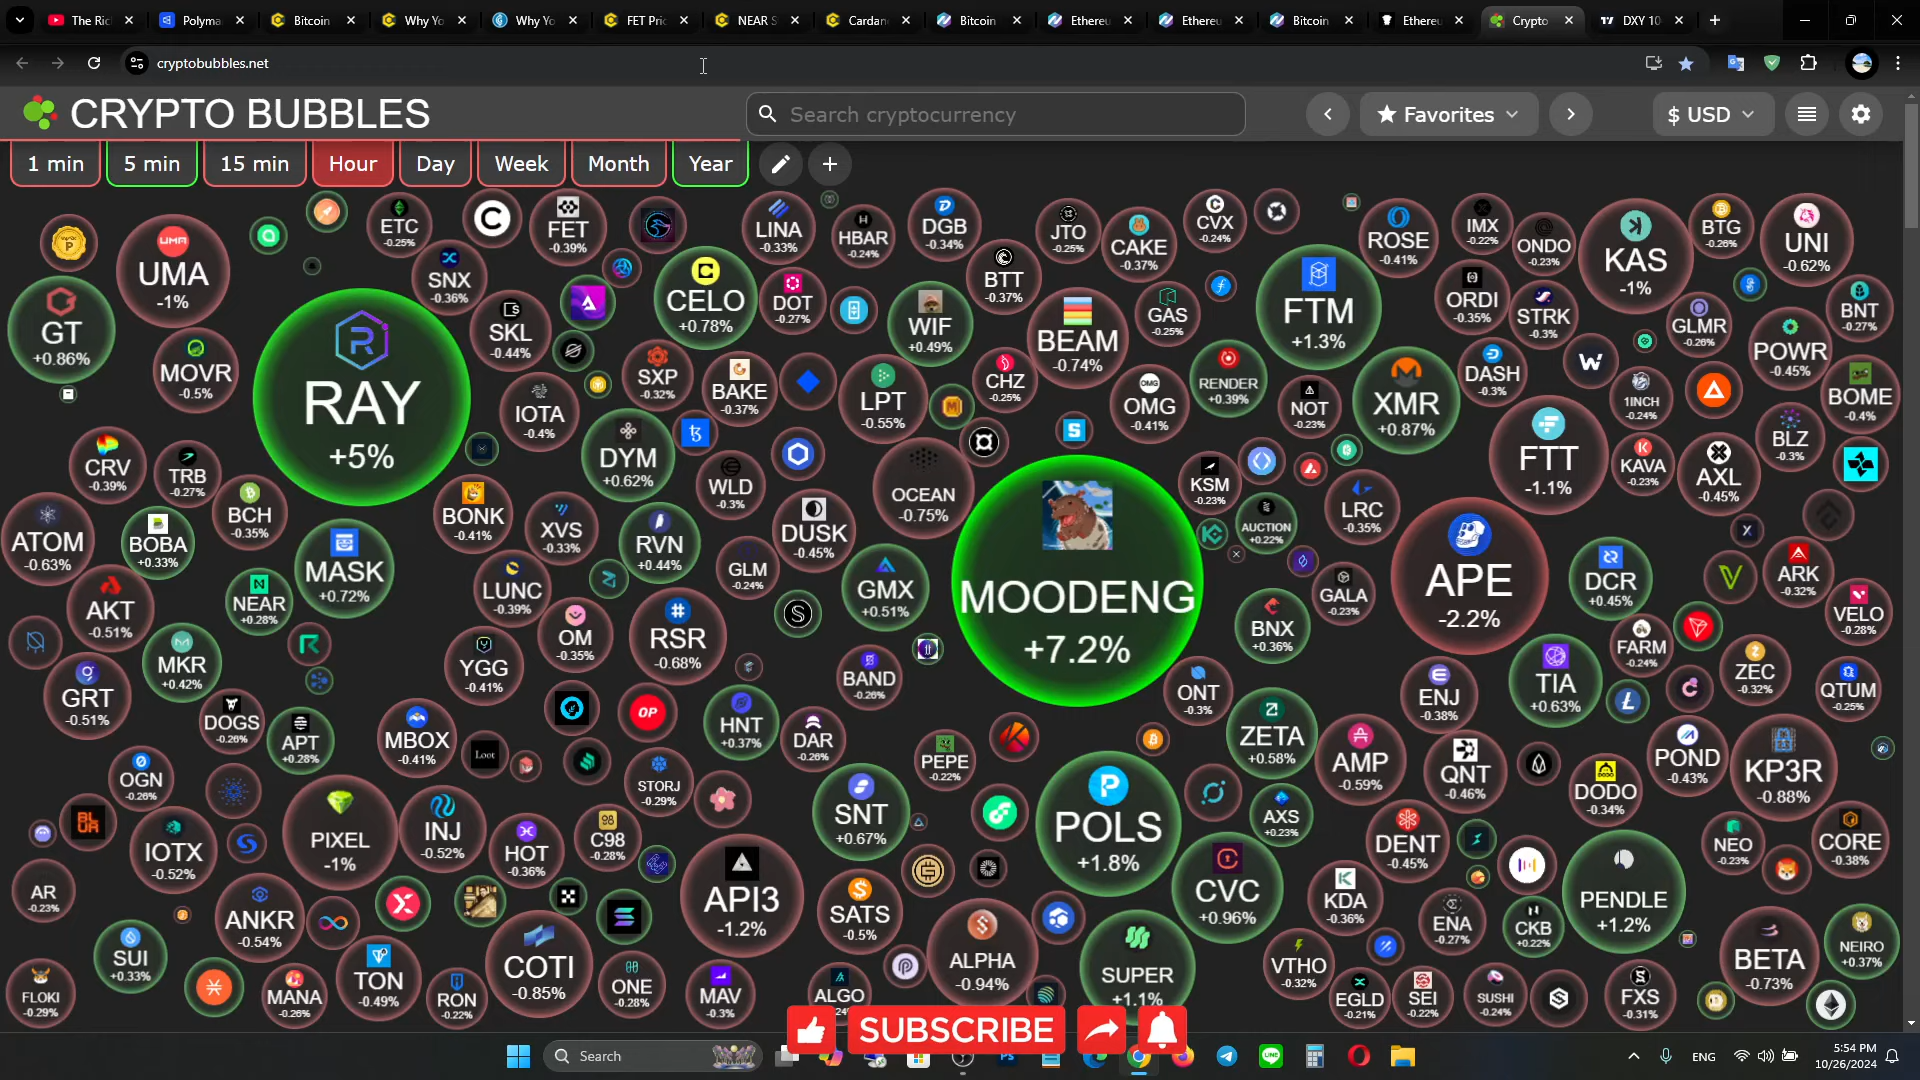 The Ric
Polyma
Bitcoin
Why Yo
Why Yo
FET Pric
NEAR S
Cardan
Bitcoin
Ethereu
Ethereu
Bitcoin
Ethereu
Crypto
DXY 10
cryptobubbles.net
CRYPTO BUBBLES
Search cryptocurrency
Favorites
$ USD
1 min
5 min
15 min
Hour
Day
Week
Month
Year
ETC
-0.25%
FET
-0.39%
LINA
-0.33%
HBAR
-0.24%
DGB
-0.34%
JTO
-0.25%
CAKE
-0.37%
CVX
-0.24%
ROSE
-0.41%
IMX
-0.22%
ONDO
-0.23%
KAS
-1%
BTG
-0.26%
UNI
-0.62%
UMA
-1%
SNX
-0.36%
CELO
+0.78%
DOT
-0.27%
BTT
-0.37%
FTM
+1.3%
ORDI
-0.35%
STRK
-0.3%
GLMR
-0.26%
BNT
-0.27%
GT
+0.86%
MOVR
-0.5%
RAY
+5%
SKL
-0.44%
WIF
+0.49%
BEAM
-0.74%
GAS
-0.25%
POWR
-0.45%
IOTA
-0.4%
SXP
-0.32%
BAKE
-0.37%
LPT
-0.55%
CHZ
-0.25%
OMG
-0.41%
RENDER
+0.39%
NOT
-0.23%
XMR
+0.87%
DASH
-0.3%
1INCH
-0.24%
BOME
-0.4%
CRV
-0.39%
TRB
-0.27%
DYM
+0.62%
WLD
-0.3%
OCEAN
-0.75%
KSM
-0.23%
FTT
-1.1%
KAVA
-0.23%
AXL
-0.45%
BLZ
-0.3%
ATOM
-0.63%
BOBA
+0.33%
BCH
-0.35%
BONK
-0.41%
XVS
-0.33%
RVN
+0.44%
DUSK
-0.45%
AUCTION
+0.22%
LRC
-0.35%
MASK
+0.72%
LUNC
-0.39%
GLM
-0.24%
GMX
+0.51%
MOODENG
+7.2%
GALA
-0.23%
APE
-2.2%
DCR
+0.45%
ARK
-0.32%
AKT
-0.51%
NEAR
+0.28%
OM
-0.35%
RSR
-0.68%
BNX
+0.36%
FARM
-0.24%
VELO
-0.28%
MKR
+0.42%
YGG
-0.41%
BAND
-0.26%
ONT
-0.3%
ENJ
-0.38%
TIA
+0.63%
ZEC
-0.32%
QTUM
-0.25%
GRT
-0.51%
DOGS
-0.26%
APT
+0.28%
MBOX
-0.41%
OP
HNT
+0.37%
DAR
-0.26%
PEPE
-0.22%
ZETA
+0.58%
AMP
-0.59%
QNT
-0.46%
POND
-0.43%
KP3R
-0.88%
OGN
-0.26%
Loot
STORJ
-0.29%
DODO
-0.34%
BLUR
IOTX
-0.52%
PIXEL
-1%
INJ
-0.52%
HOT
-0.36%
C98
-0.28%
SNT
+0.67%
POLS
+1.8%
AXS
+0.23%
DENT
-0.45%
NEO
-0.23%
CORE
-0.38%
AR
-0.23%
ANKR
-0.54%
API3
-1.2%
SATS
-0.5%
CVC
+0.96%
KDA
-0.36%
ENA
-0.27%
CKB
+0.22%
PENDLE
+1.2%
SUI
+0.33%
COTI
-0.85%
ALPHA
-0.94%
SUPER
+1.1%
VTHO
-0.32%
BETA
-0.73%
NEIRO
+0.37%
FLOKI
-0.29%
MANA
-0.26%
TON
-0.49%
RON
-0.22%
ONE
-0.28%
MAV
-0.3%
ALGO
EGLD
-0.21%
SEI
-0.22%
SUSHI
-0.24%
FXS
-0.31%
SUBSCRIBE
Search
ENG
5:54 PM
10/26/2024